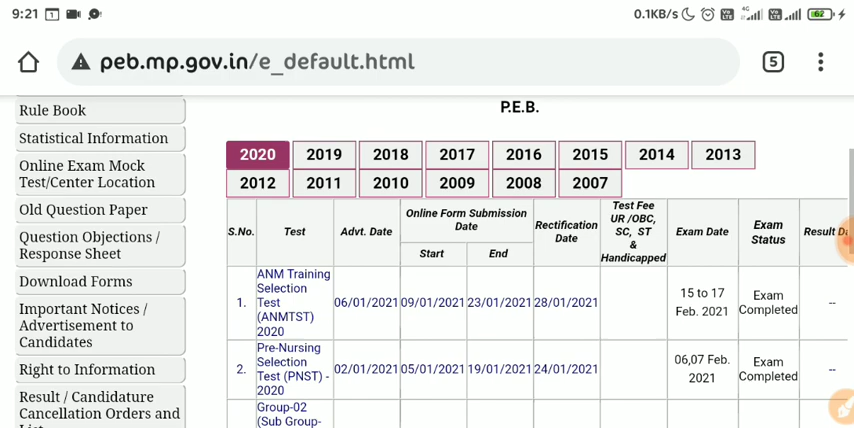 9:21
0.1KB/s 4G 62
peb.mp.gov.in/e_default.html
5
Rule Book
Statistical Information
Online Exam Mock
Test/Center Location
Old Question Paper
Question Objections /
Response Sheet
Download Forms
Important Notices /
Advertisement to
Candidates
Right to Information
Result / Candidature
Cancellation Orders and
P.E.B.
2020 2019 2018 2017 2016 2015 2014 2013
2012 2011 2010 2009 2008 2007
S.No. Test Advt. Date Online Form Submission Date Start End Rectification Date Test Fee UR /OBC, SC, ST & Handicapped Exam Date Exam Status Result
1. ANM Training Selection Test (ANMTST) 2020 06/01/2021 09/01/2021 23/01/2021 28/01/2021 15 to 17 Feb. 2021 Exam Completed --
2. Pre-Nursing Selection Test (PNST) - 2020 02/01/2021 05/01/2021 19/01/2021 24/01/2021 06,07 Feb. 2021 Exam Completed --
Group-02
(Sub Group-